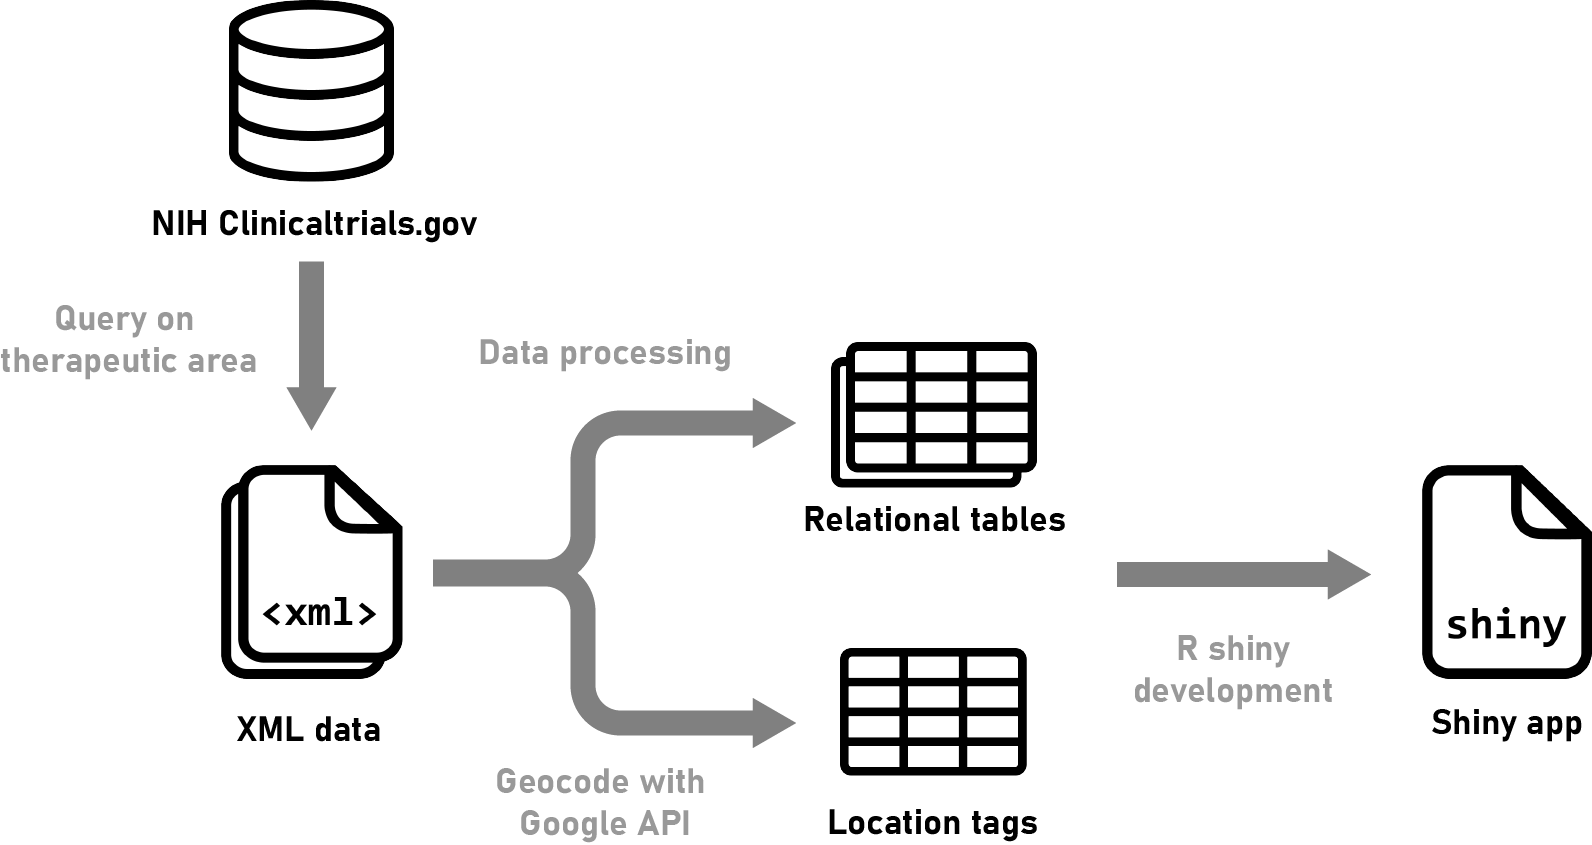 NIH Clinicaltrials.gov
Query on
therapeutic area
<xml>
XML data
Data processing
Relational tables
Geocode with
Google API
Location tags
R shiny
development
shiny
Shiny app